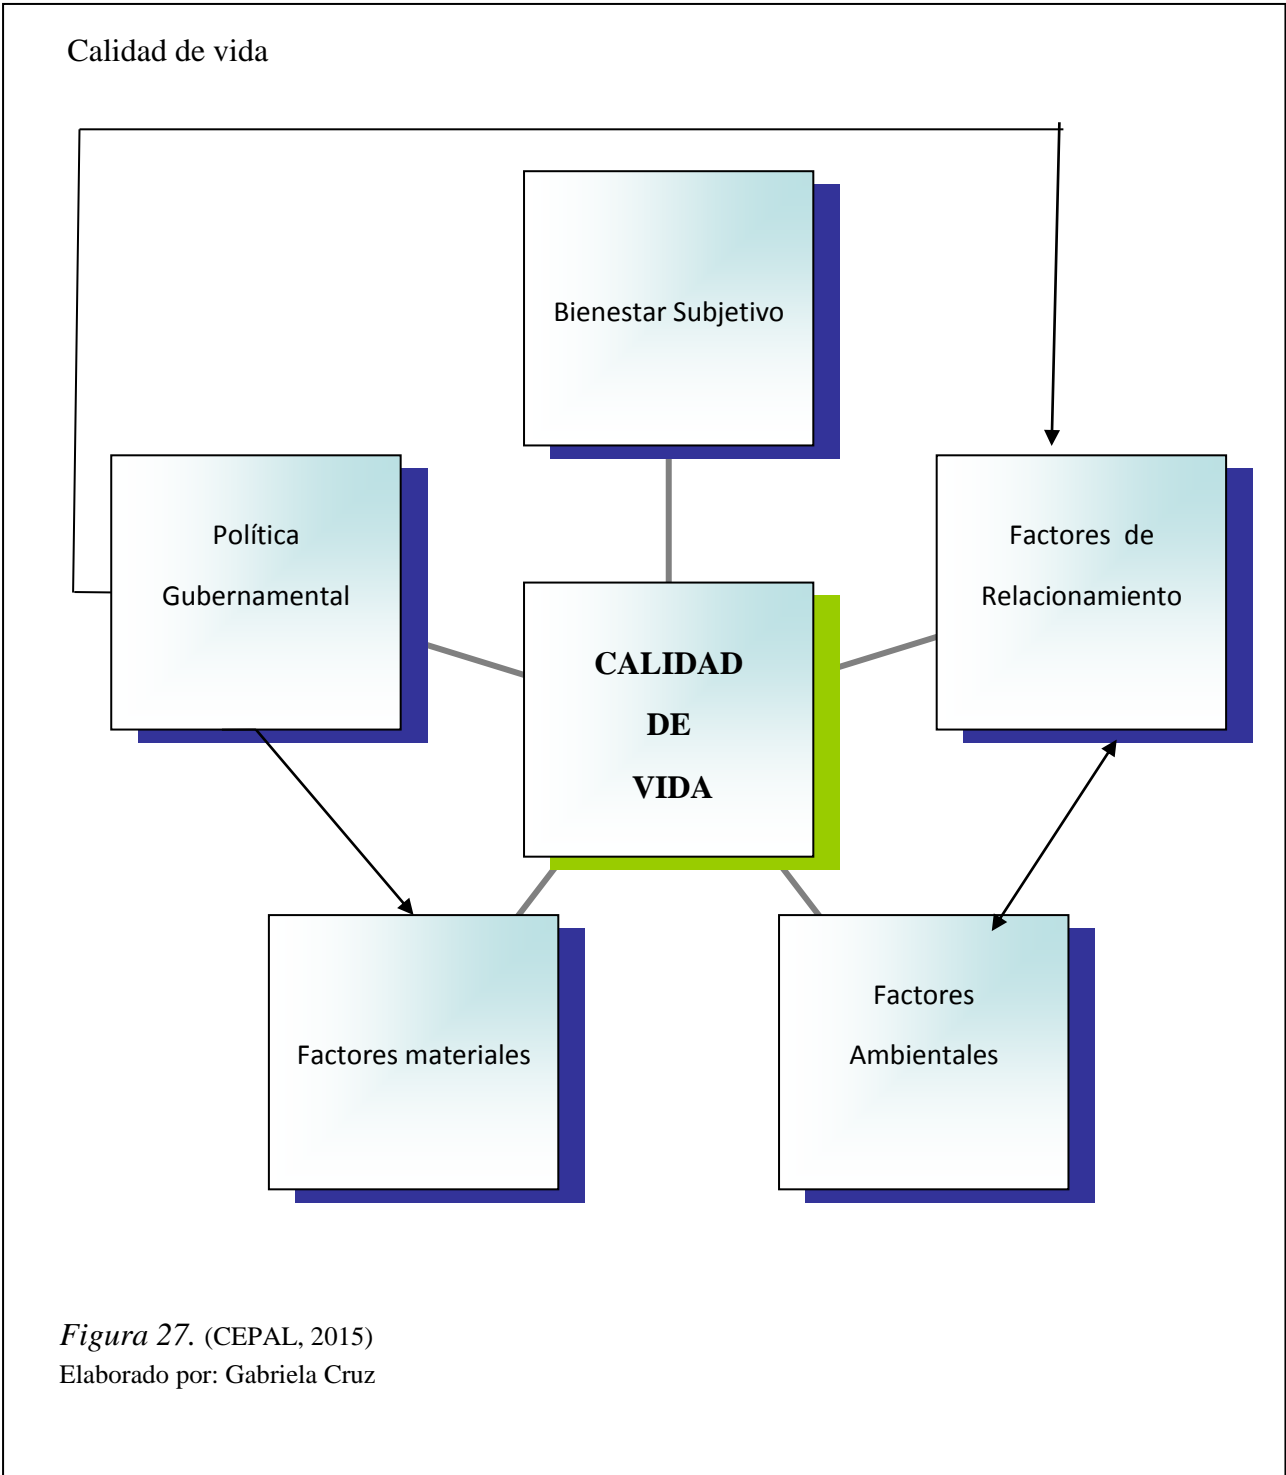 Calidad de vida
Bienestar Subjetivo
Política
Gubernamental
Factores de
Relacionamiento
CALIDAD
DE
VIDA
Factores materiales
Factores
Ambientales
Figura 27. (CEPAL, 2015)
Elaborado por: Gabriela Cruz